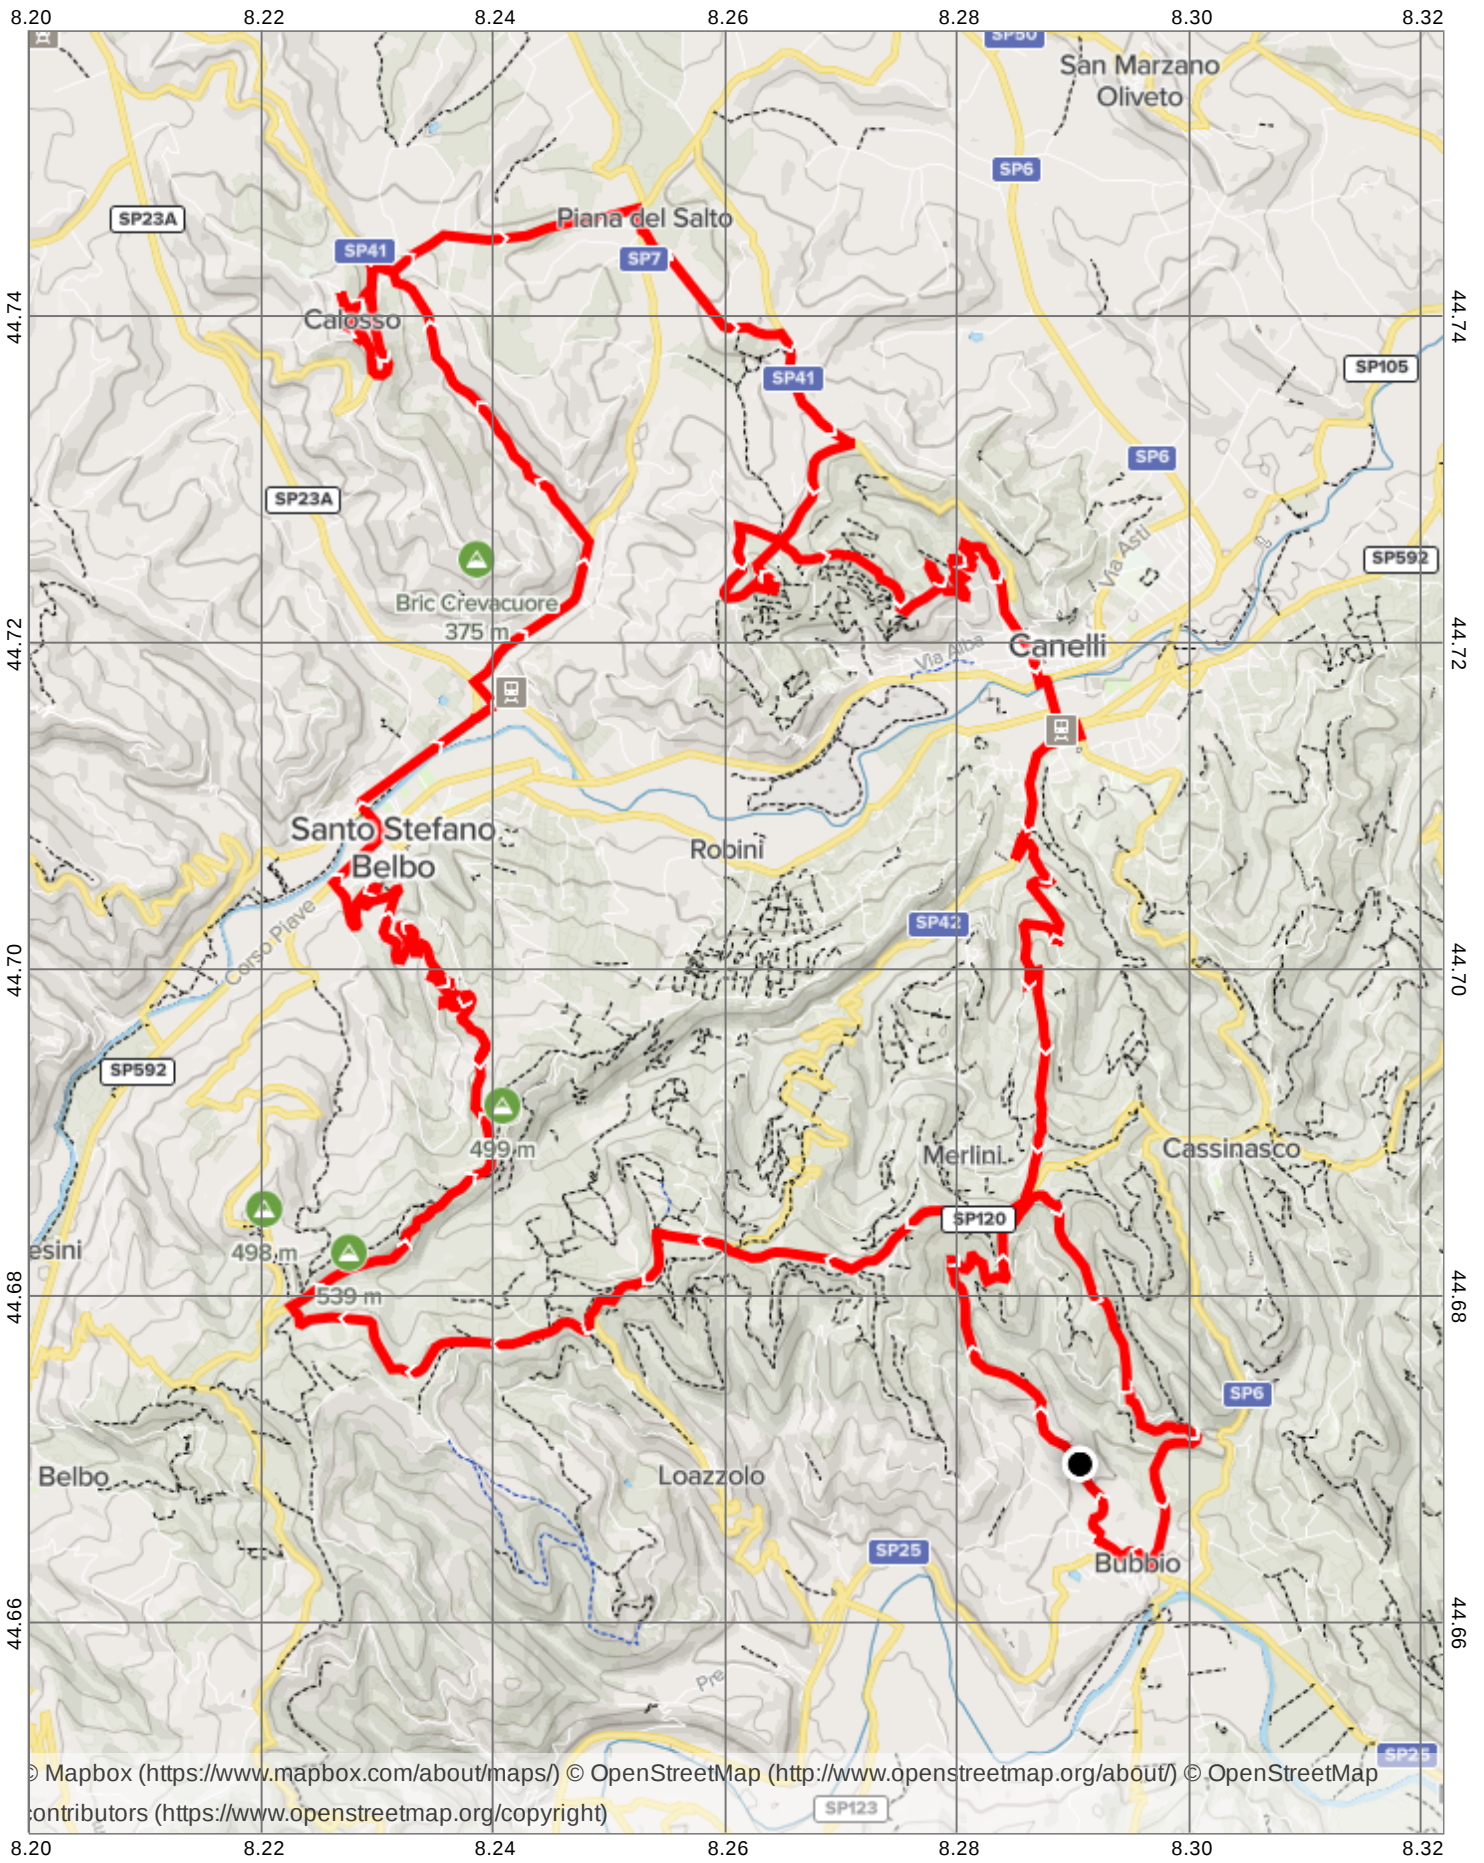 8.20 8.22 8.24 8.26 8.28 8.30 8.32
SP50
San Marzano
Oliveto
SP6
SP23A
Piana del Salto
SP41
SP7
44.74
Calosso
44.74
SP105
SP41
SP6
SP23A
Via Asti
SP592
Bric Crevacuore
375 m
44.72
Via Alba
Canelli
44.72
Santo Stefano
Belbo
Robini
SP42
Corso Piave
44.70
44.70
SP592
499 m
Merlini
Cassinasco
SP120
esini
498 m
539 m
44.68
44.68
SP6
Belbo
Loazzolo
SP25
Bubbio
44.66
44.66
Pre
SP25
© Mapbox (https://www.mapbox.com/about/maps/) © OpenStreetMap (http://www.openstreetmap.org/about/) © OpenStreetMap
contributors (https://www.openstreetmap.org/copyright)
SP123
8.20 8.22 8.24 8.26 8.28 8.30 8.32